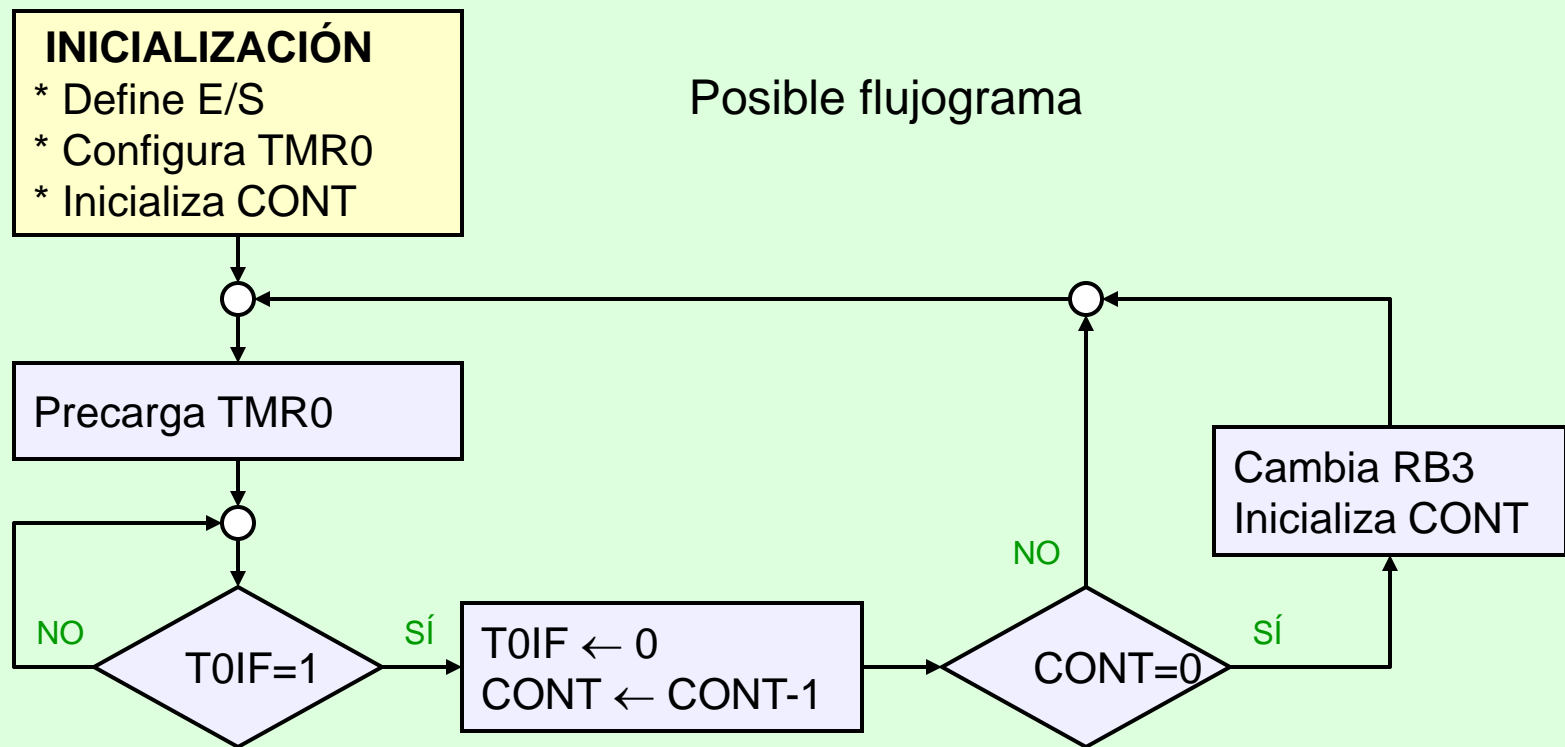 INICIALIZACIÓN
* Define E/S
* Configura TMR0
* Inicializa CONT
Posible flujograma
Precarga TMR0
Cambia RB3
Inicializa CONT
NO
T0IF=1
SÍ
T0IF ← 0
CONT ← CONT-1
NO
CONT=0
SÍ